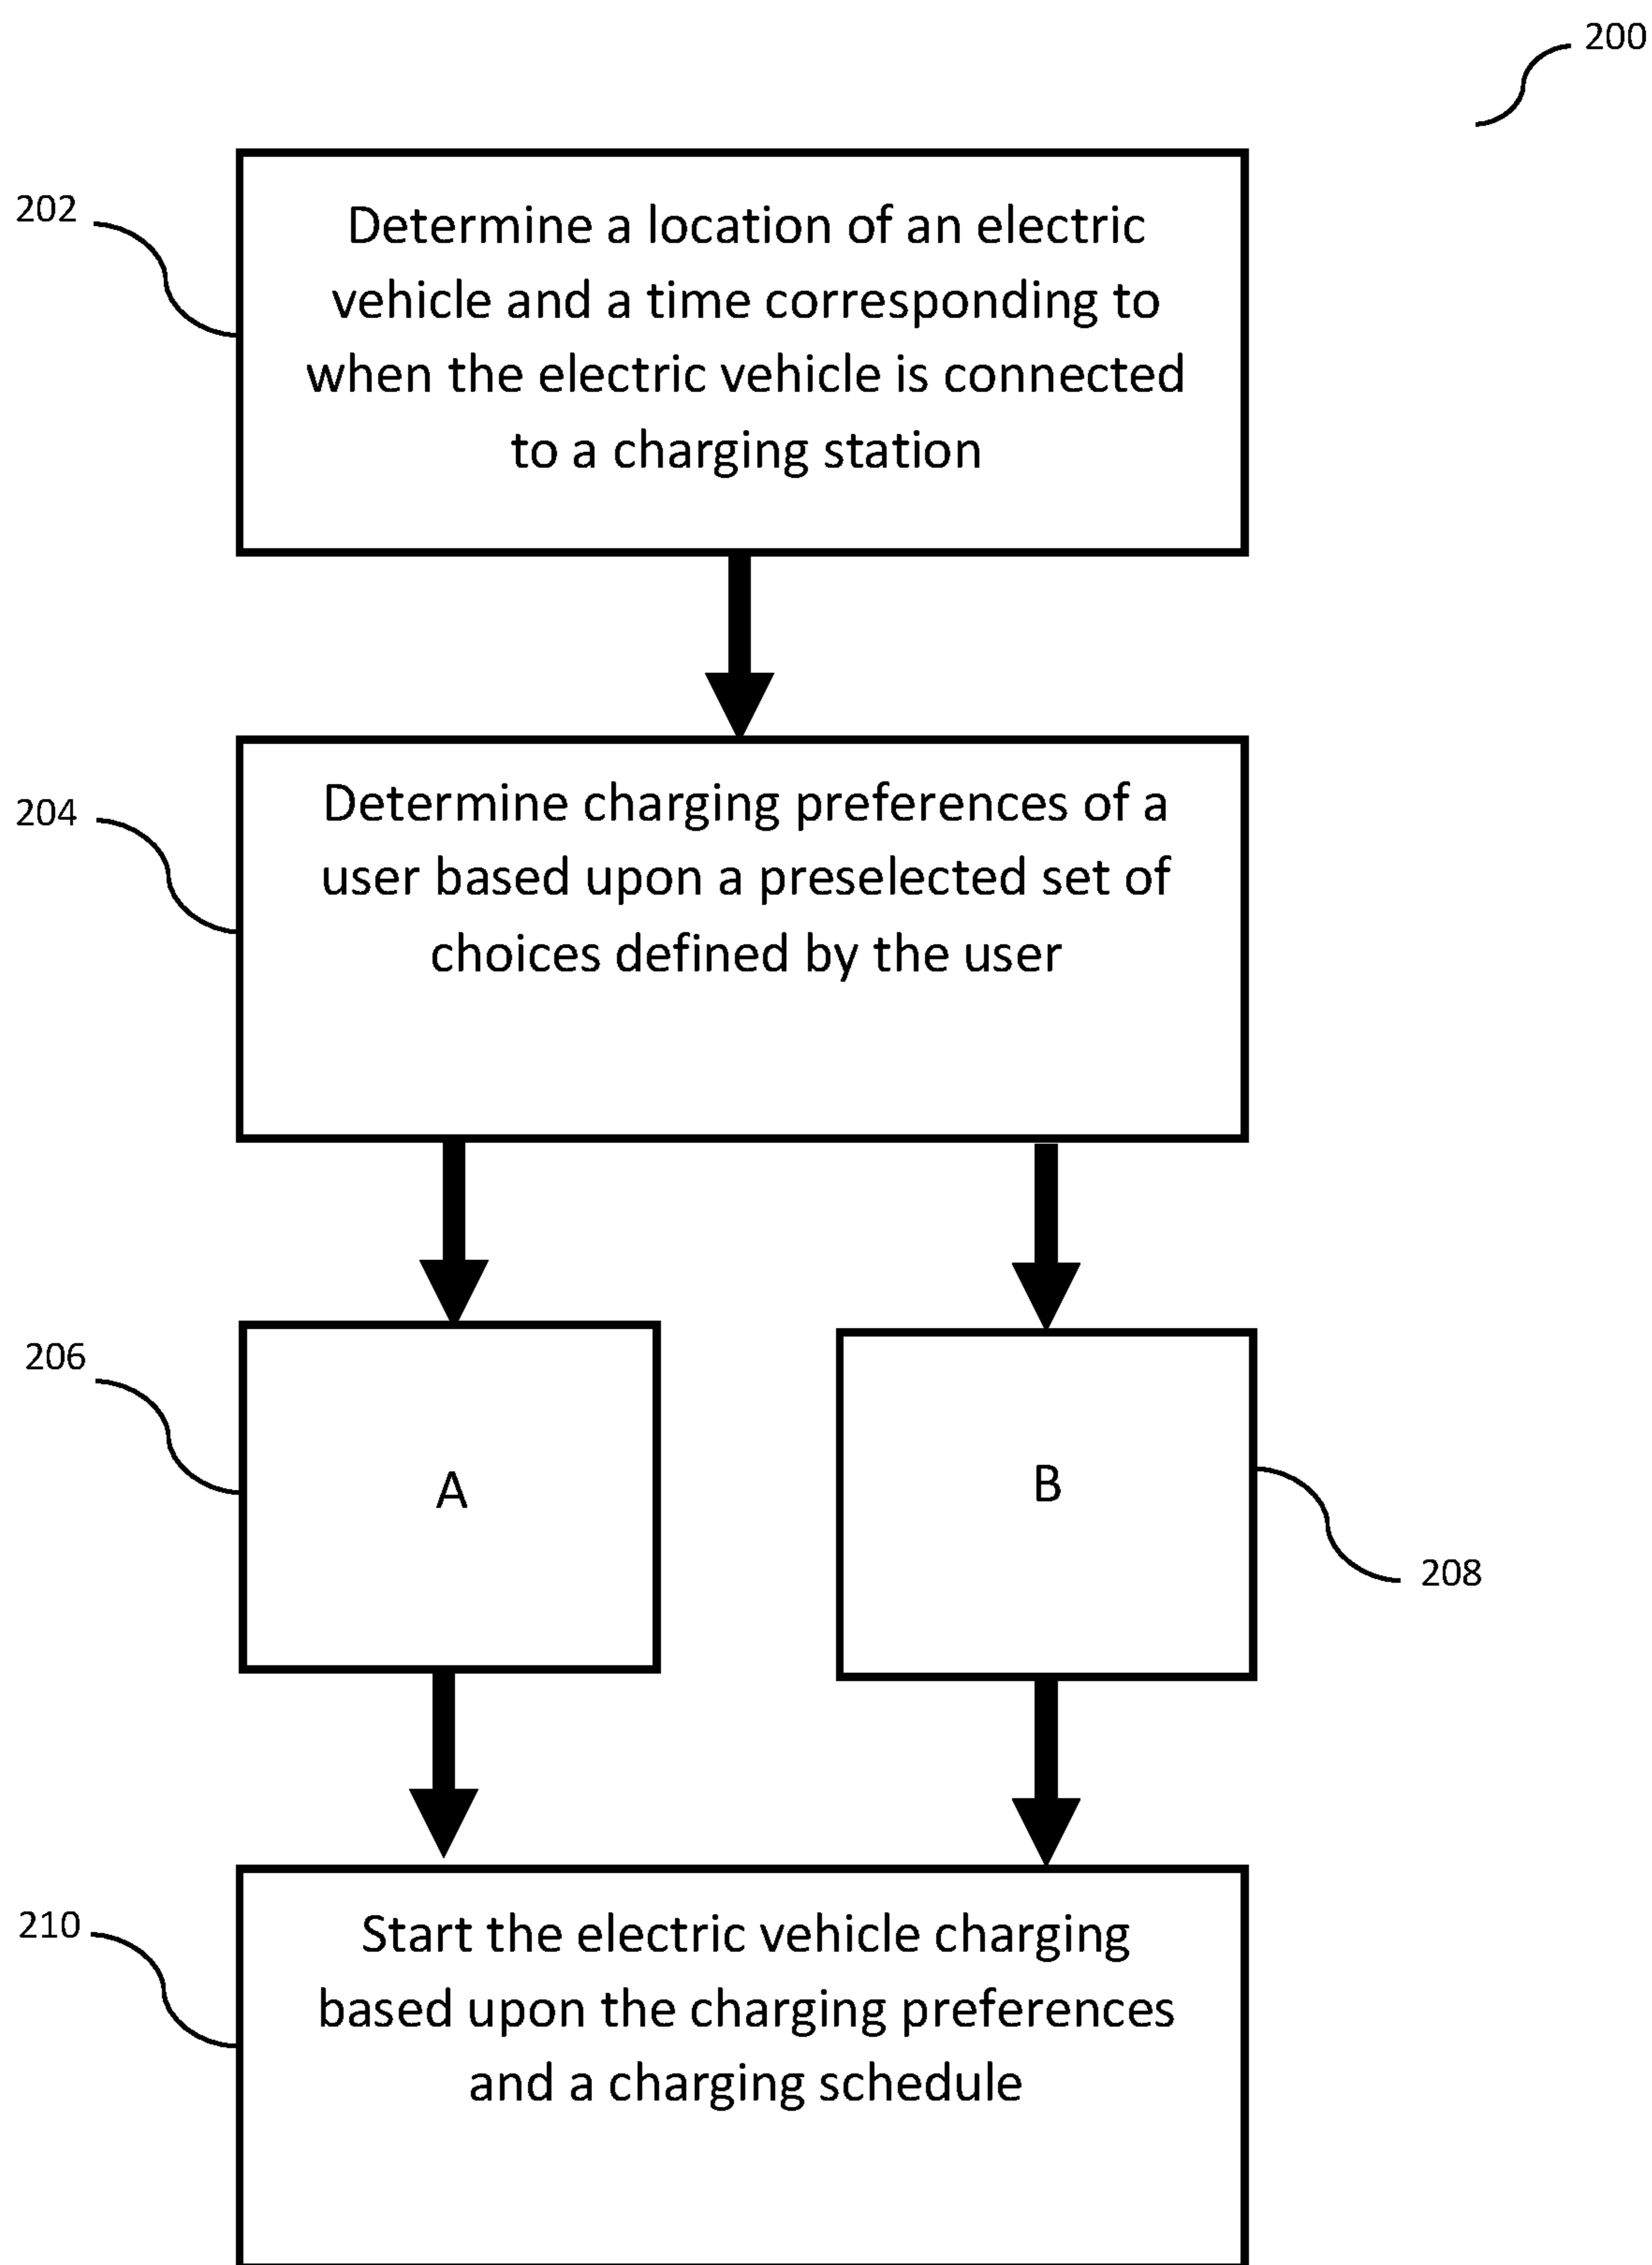 200
202
Determine a location of an electric
vehicle and a time corresponding to
when the electric vehicle is connected
to a charging station
204
Determine charging preferences of a
user based upon a preselected set of
choices defined by the user
206
A
B
208
210
Start the electric vehicle charging
based upon the charging preferences
and a charging schedule